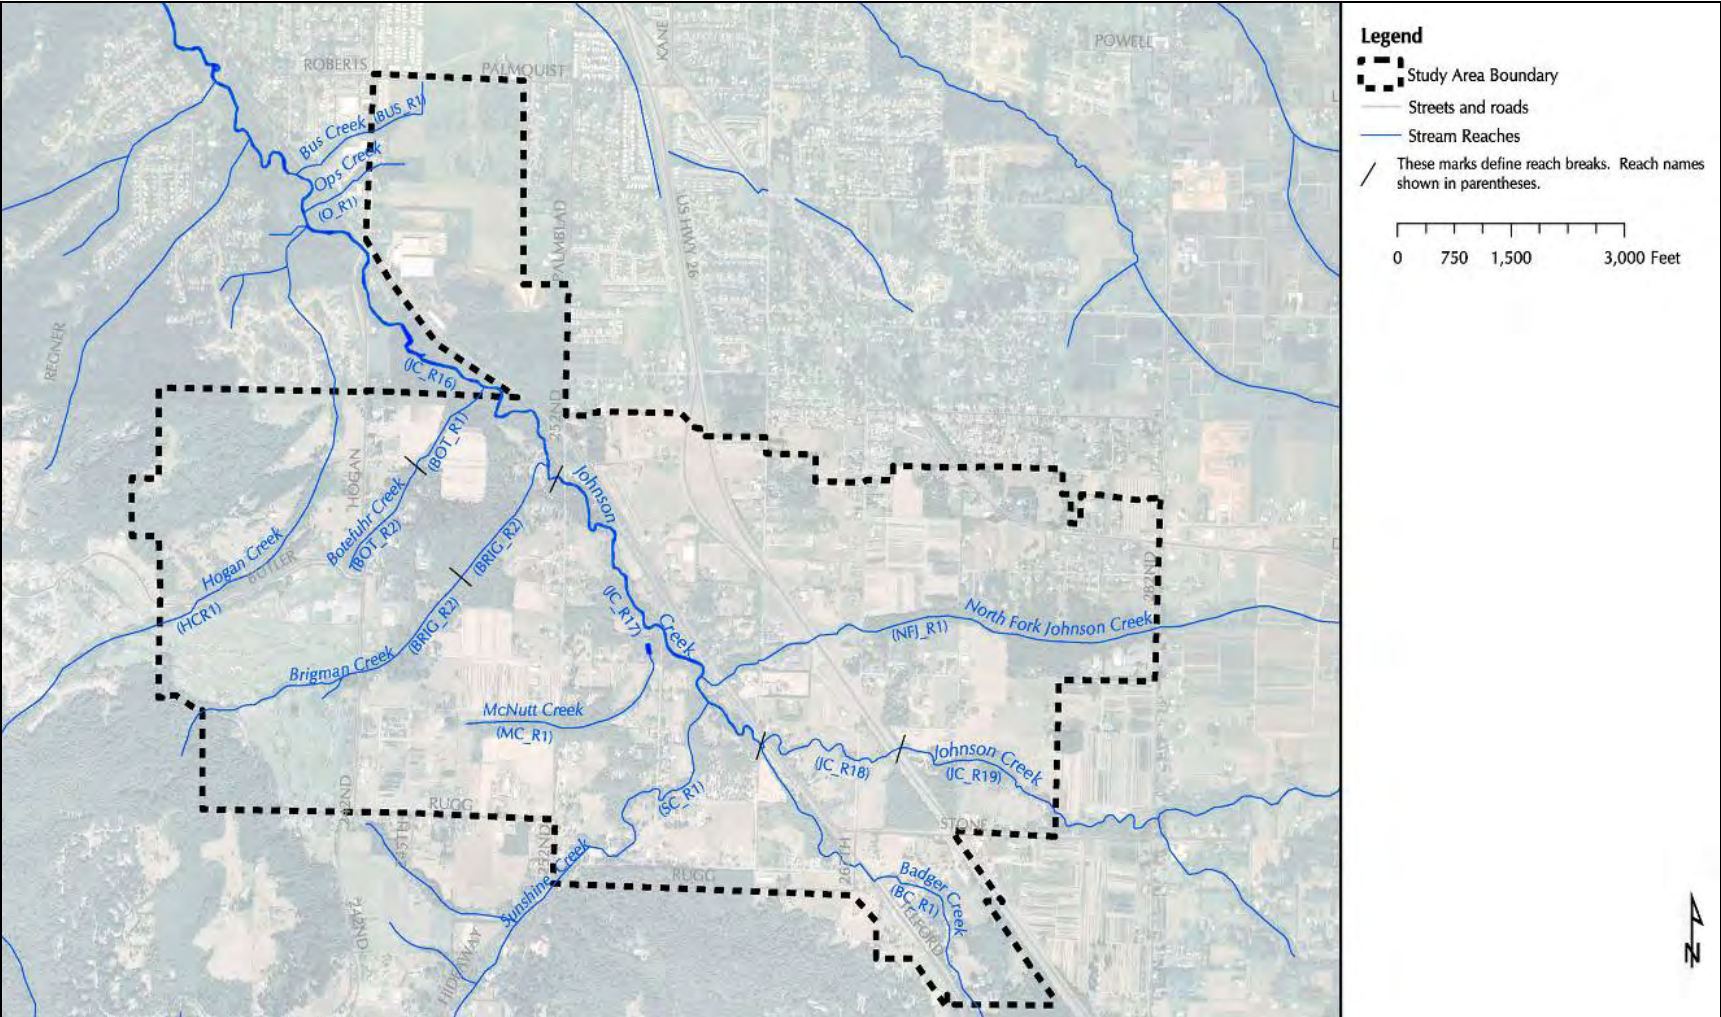 ROBERTS
PALMQUIST
KANE
POWELL
Bus Creek (BUS_R1)
Ops Creek
(O_R1)
PALMBLAD
US HWY 26
REGNER
(JC_R16)
252ND
HOGAN
(BOT_R1)
Botefuhr Creek
(BOT_R2)
Johnson
Creek
(JC_R17)
(BRIG_R2)
(BRIG_R2)
Brigman Creek
Hogan Creek
BUTLER
(HCR1)
282ND
North Fork Johnson Creek
(NFJ_R1)
McNutt Creek
(MC_R1)
Johnson Creek
(JC_R18)
(JC_R19)
(SC_R1)
RUGG
STONE
252ND
Sunshine Creek
RUGG
Badger Creek
(BC_R1)
TELFORD
242ND
HIDEAWAY
Legend
Study Area Boundary
Streets and roads
Stream Reaches
These marks define reach breaks. Reach names
shown in parentheses.
0 750 1,500 3,000 Feet
N